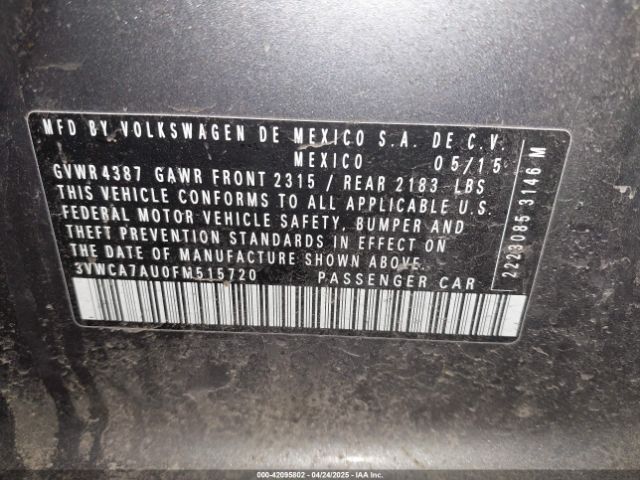 MFD BY VOLKSWAGEN DE MEXICO S.A. DE C.V
MEXICO 05/15
GVWR 4387 GAWR FRONT 2315 / REAR 2183 LBS
THIS VEHICLE CONFORMS TO ALL APPLICABLE U.S.
FEDERAL MOTOR VEHICLE SAFETY, BUMPER AND
THEFT PREVENTION STANDARDS IN EFFECT ON
THE DATE OF MANUFACTURE SHOWN ABOVE.
3VWCA7AU0FM515720 PASSENGER CAR
2223085 3146 M
000-42095802 - 04/24/2025 - IAAI.COM